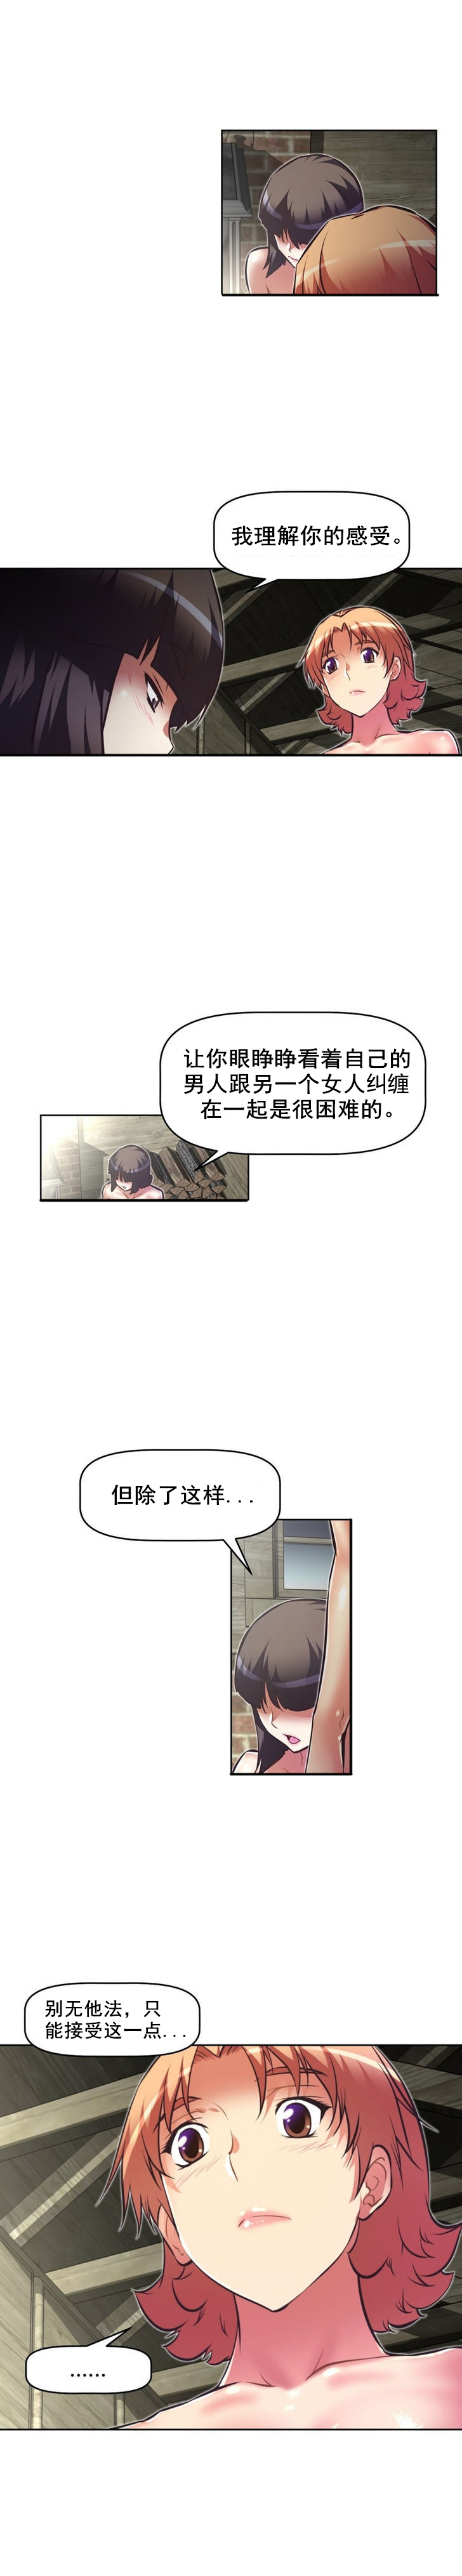 我理解你的感受。
让你眼睁睁看着自己的
男人跟另一个女人纠缠
在一起是很困难的。
但除了这样...
别无他法，只
能接受这一点...
......